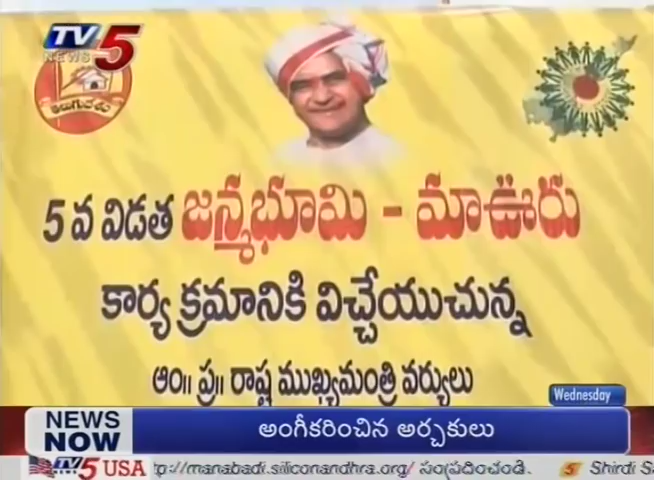 TV5
NEWS
తెలుగుదేశం
5 వ విడత జన్మభూమి - మాఊరు
కార్య క్రమానికి విచ్చేయుచున్న
ఆం॥ ప్ర॥ రాష్ట్ర ముఖ్యమంత్రి వర్యులు
Wednesday
NEWS
NOW
అంగీకరించిన అర్చకులు
TV5 USA
p://manabadi.siliconandhra.org/ సంప్రదించండి.
5 Shirdi S